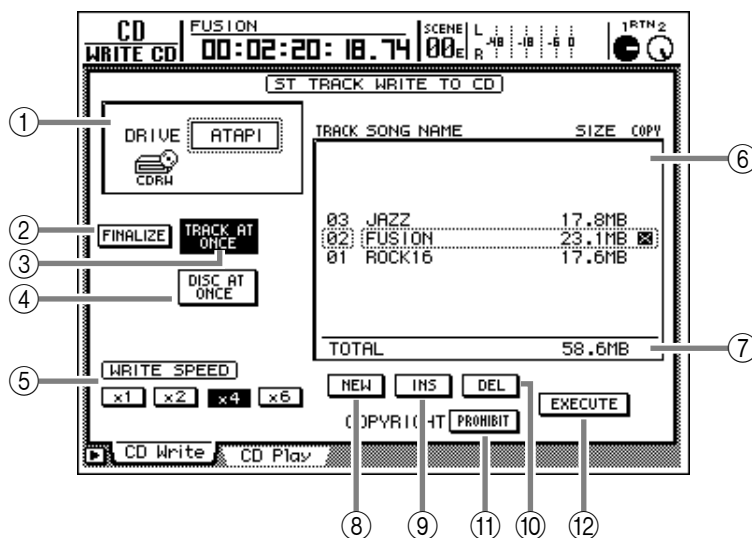 CD
WRITE CD
FUSION
00:02:20:18.74
SCENE
00E
L -48 -18 -6 0
R
1RTN2
ST TRACK WRITE TO CD
1
DRIVE ATAPI
CDRW
TRACK SONG NAME SIZE COPY
6
03 JAZZ 17.8MB
02 FUSION 23.1MB
01 ROCK16 17.6MB
2
FINALIZE
TRACK AT ONCE
3
4
DISC AT ONCE
TOTAL 58.6MB
7
5
WRITE SPEED
x1 x2 x4 x6
NEW INS DEL
EXECUTE
COPYRIGHT PROHIBIT
CD Write CD Play
8 9 11 10 12